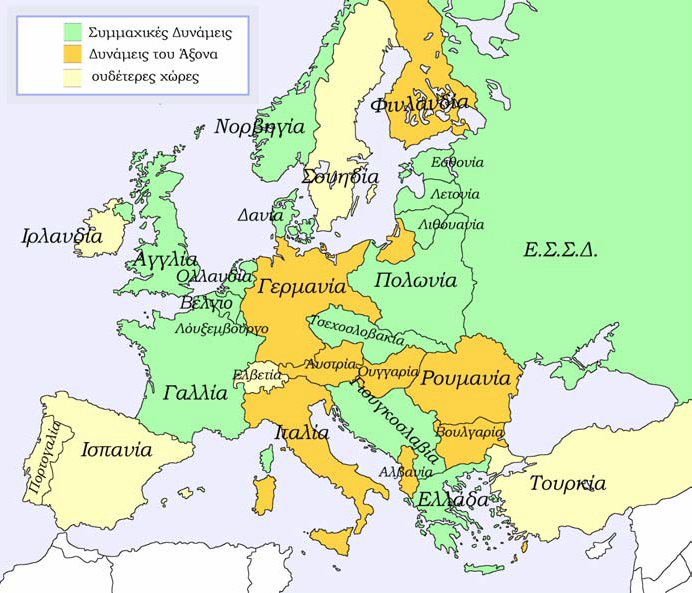 Συμμαχικές Δυνάμεις
Δυνάμεις του Άξονα
ουδέτερες χώρες
Φινλανδία
Νορβηγία
Εσθονία
Σουηδία
Λετονία
Δανία
Λιθουανία
Ιρλανδία
Ε.Σ.Σ.Δ.
Αγγλία
Ολλανδία
Γερμανία
Πολωνία
Βέλγιο
Λουξεμβούργο
Τσεχοσλοβακία
Αυστρία
Ελβετία
Ουγγαρία
Ρουμανία
Γαλλία
Γιουγκοσλαβία
Ιταλία
Βουλγαρία
Ισπανία
Πορτογαλία
Αλβανία
Τουρκία
Ελλάδα